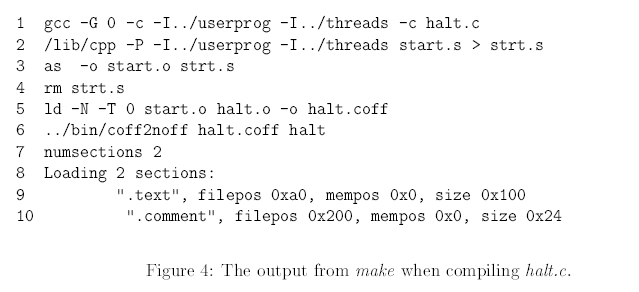 1 gcc -G 0 -c -I../userprog -I../threads -c halt.c
2 /lib/cpp -P -I../userprog -I../threads start.s > strt.s
3 as -o start.o strt.s
4 rm strt.s
5 ld -N -T 0 start.o halt.o -o halt.coff
6 ../bin/coff2noff halt.coff halt
7 numsections 2
8 Loading 2 sections:
9 ".text", filepos 0xa0, mempos 0x0, size 0x100
10 ".comment", filepos 0x200, mempos 0x0, size 0x24
Figure 4: The output from make when compiling halt.c.